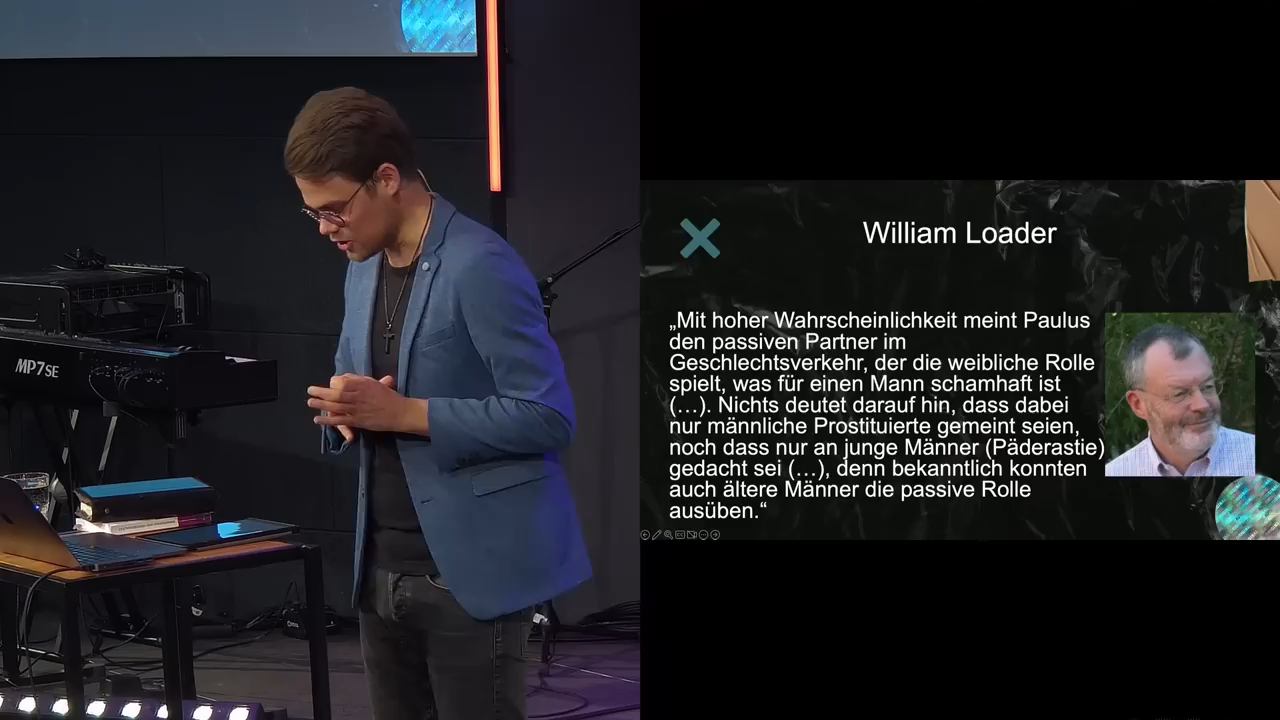 MP7SE
William Loader
„Mit hoher Wahrscheinlichkeit meint Paulus
den passiven Partner im
Geschlechtsverkehr, der die weibliche Rolle
spielt, was für einen Mann schamhaft ist
(…). Nichts deutet darauf hin, dass dabei
nur männliche Prostituierte gemeint seien,
noch dass nur an junge Männer (Päderastie)
gedacht sei (…), denn bekanntlich konnten
auch ältere Männer die passive Rolle
ausüben.“